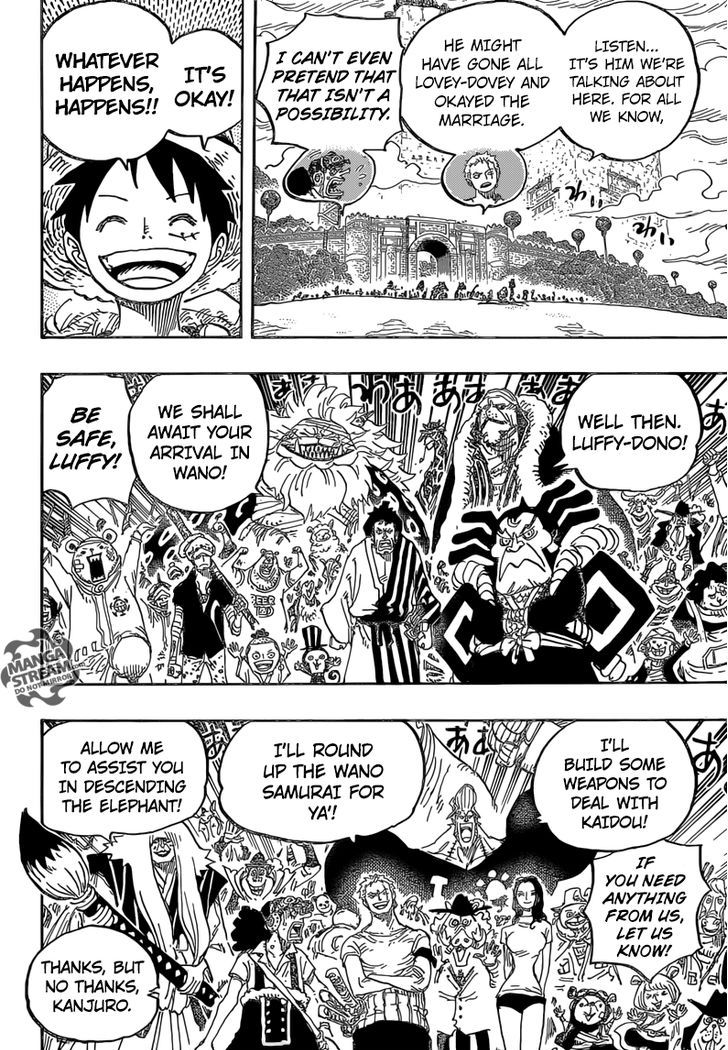 LISTEN...
IT'S HIM WE'RE
TALKING ABOUT
HERE. FOR ALL
WE KNOW,
HE MIGHT
HAVE GONE ALL
LOVEY-DOVEY AND
OKAYED THE
MARRIAGE.
I CAN'T EVEN
PRETEND THAT
THAT ISN'T A
POSSIBILITY.
IT'S
OKAY!
WHATEVER
HAPPENS,
HAPPENS!!
WELL THEN.
LUFFY-DONO!
WE SHALL
AWAIT YOUR
ARRIVAL IN
WANO!
BE
SAFE,
LUFFY!
MANGA
STREAM.COM
DO NOT MIRROR!
I'LL
BUILD SOME
WEAPONS TO
DEAL WITH
KAIDOU!
IF
YOU NEED
ANYTHING
FROM US,
LET US
KNOW!
I'LL ROUND
UP THE WANO
SAMURAI FOR
YA'!
ALLOW ME
TO ASSIST YOU
IN DESCENDING
THE ELEPHANT!
THANKS, BUT
NO THANKS,
KANJURO.